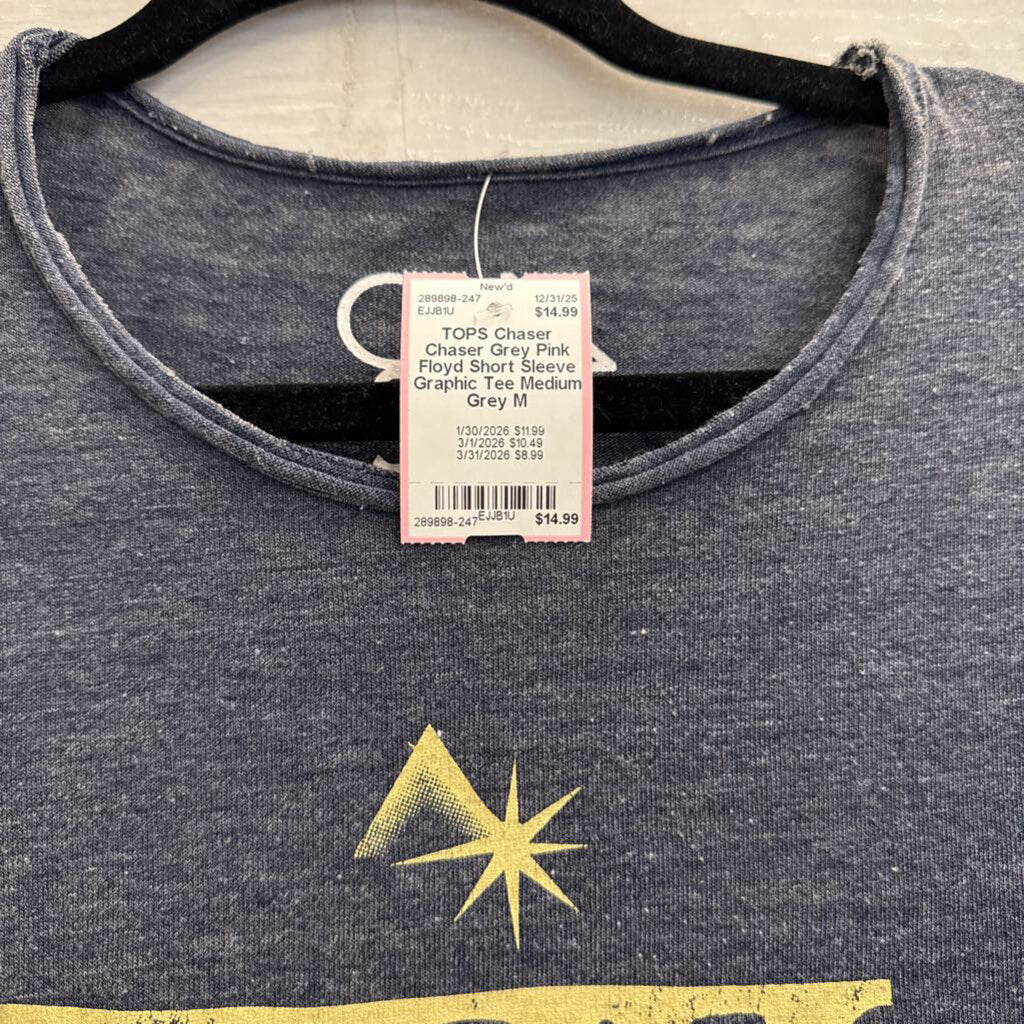 New'd
289898-247 12/31/25
EJJB1U $14.99
TOPS Chaser
Chaser Grey Pink
Floyd Short Sleeve
Graphic Tee Medium
Grey M
1/30/2026 $11.99
3/1/2026 $10.49
3/31/2026 $8.99
289898-247 EJJB1U $14.99